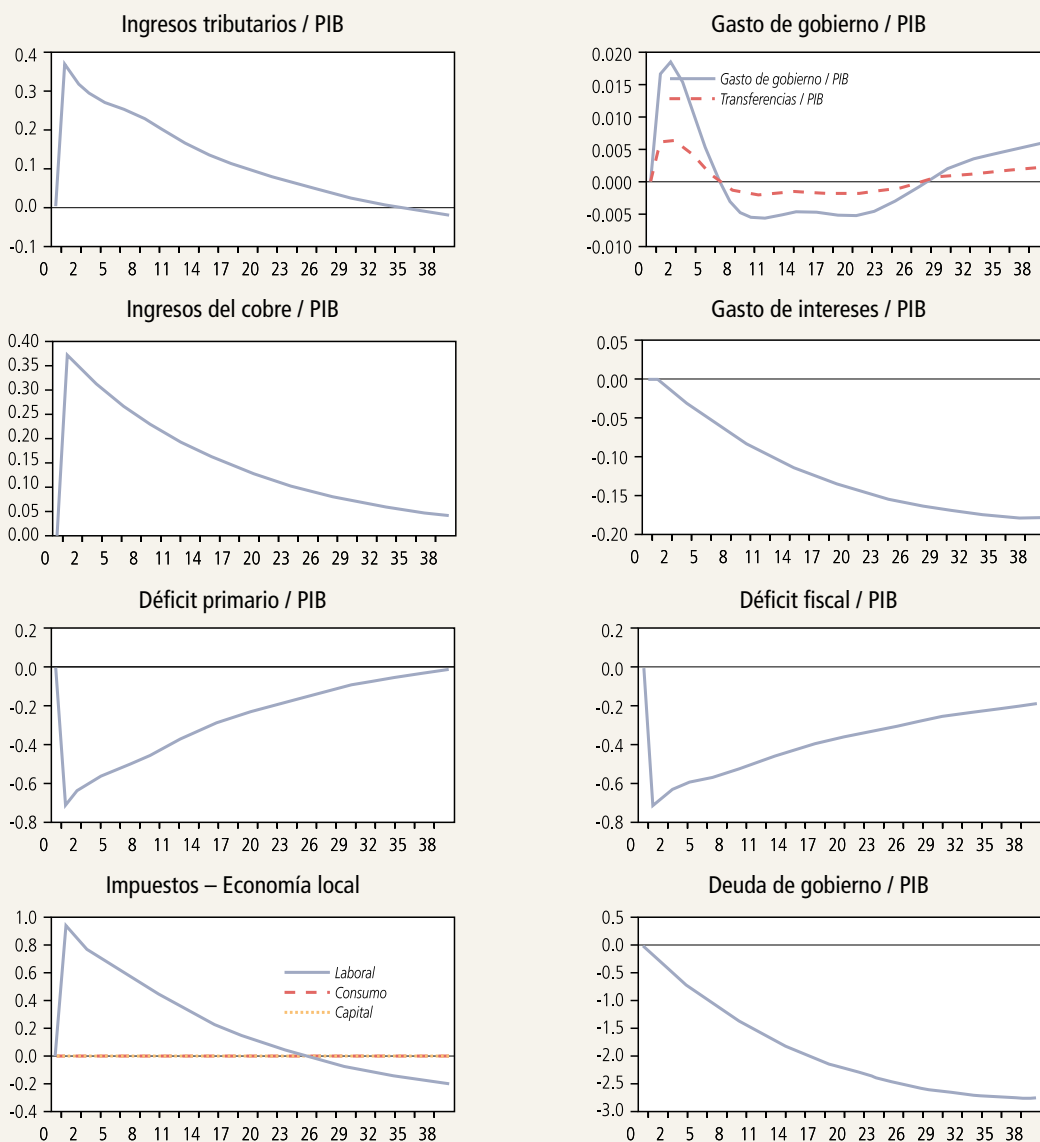 Ingresos tributarios / PIB
0.4
0.3
0.2
0.1
0.0
-0.1
0 2 5 8 11 14 17 20 23 26 29 32 35 38
Gasto de gobierno / PIB
0.020
0.015
0.010
0.005
0.000
-0.005
-0.010
Gasto de gobierno / PIB
Transferencias / PIB
0 2 5 8 11 14 17 20 23 26 29 32 35 38
Ingresos del cobre / PIB
0.40
0.35
0.30
0.25
0.20
0.15
0.10
0.05
0.00
0 2 5 8 11 14 17 20 23 26 29 32 35 38
Gasto de intereses / PIB
0.05
0.00
-0.05
-0.10
-0.15
-0.20
0 2 5 8 11 14 17 20 23 26 29 32 35 38
Déficit primario / PIB
0.2
0.0
-0.2
-0.4
-0.6
-0.8
0 2 5 8 11 14 17 20 23 26 29 32 35 38
Déficit fiscal / PIB
0.2
0.0
-0.2
-0.4
-0.6
-0.8
0 2 5 8 11 14 17 20 23 26 29 32 35 38
Impuestos – Economía local
1.0
0.8
0.6
0.4
0.2
0.0
-0.2
-0.4
Laboral
Consumo
Capital
0 2 5 8 11 14 17 20 23 26 29 32 35 38
Deuda de gobierno / PIB
0.5
0.0
-0.5
-1.0
-1.5
-2.0
-2.5
-3.0
0 2 5 8 11 14 17 20 23 26 29 32 35 38